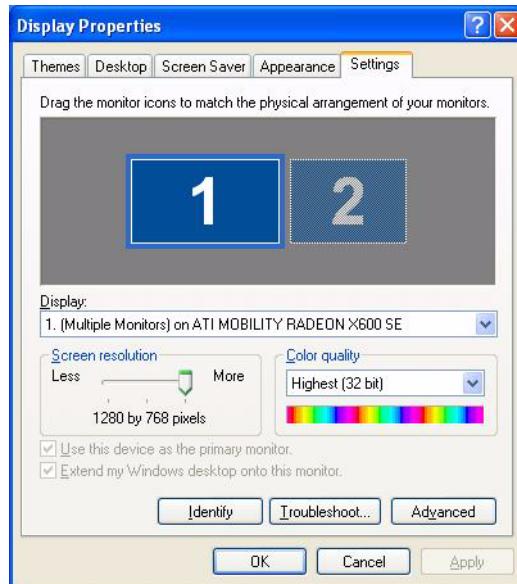 Display Properties
Themes Desktop Screen Saver Appearance Settings
Drag the monitor icons to match the physical arrangement of your monitors.
1 2
Display:
1. (Multiple Monitors) on ATI MOBILITY RADEON X600 SE
Screen resolution
Less More
1280 by 768 pixels
Color quality
Highest (32 bit)
Use this device as the primary monitor.
Extend my Windows desktop onto this monitor.
Identify Troubleshoot... Advanced
OK Cancel Apply